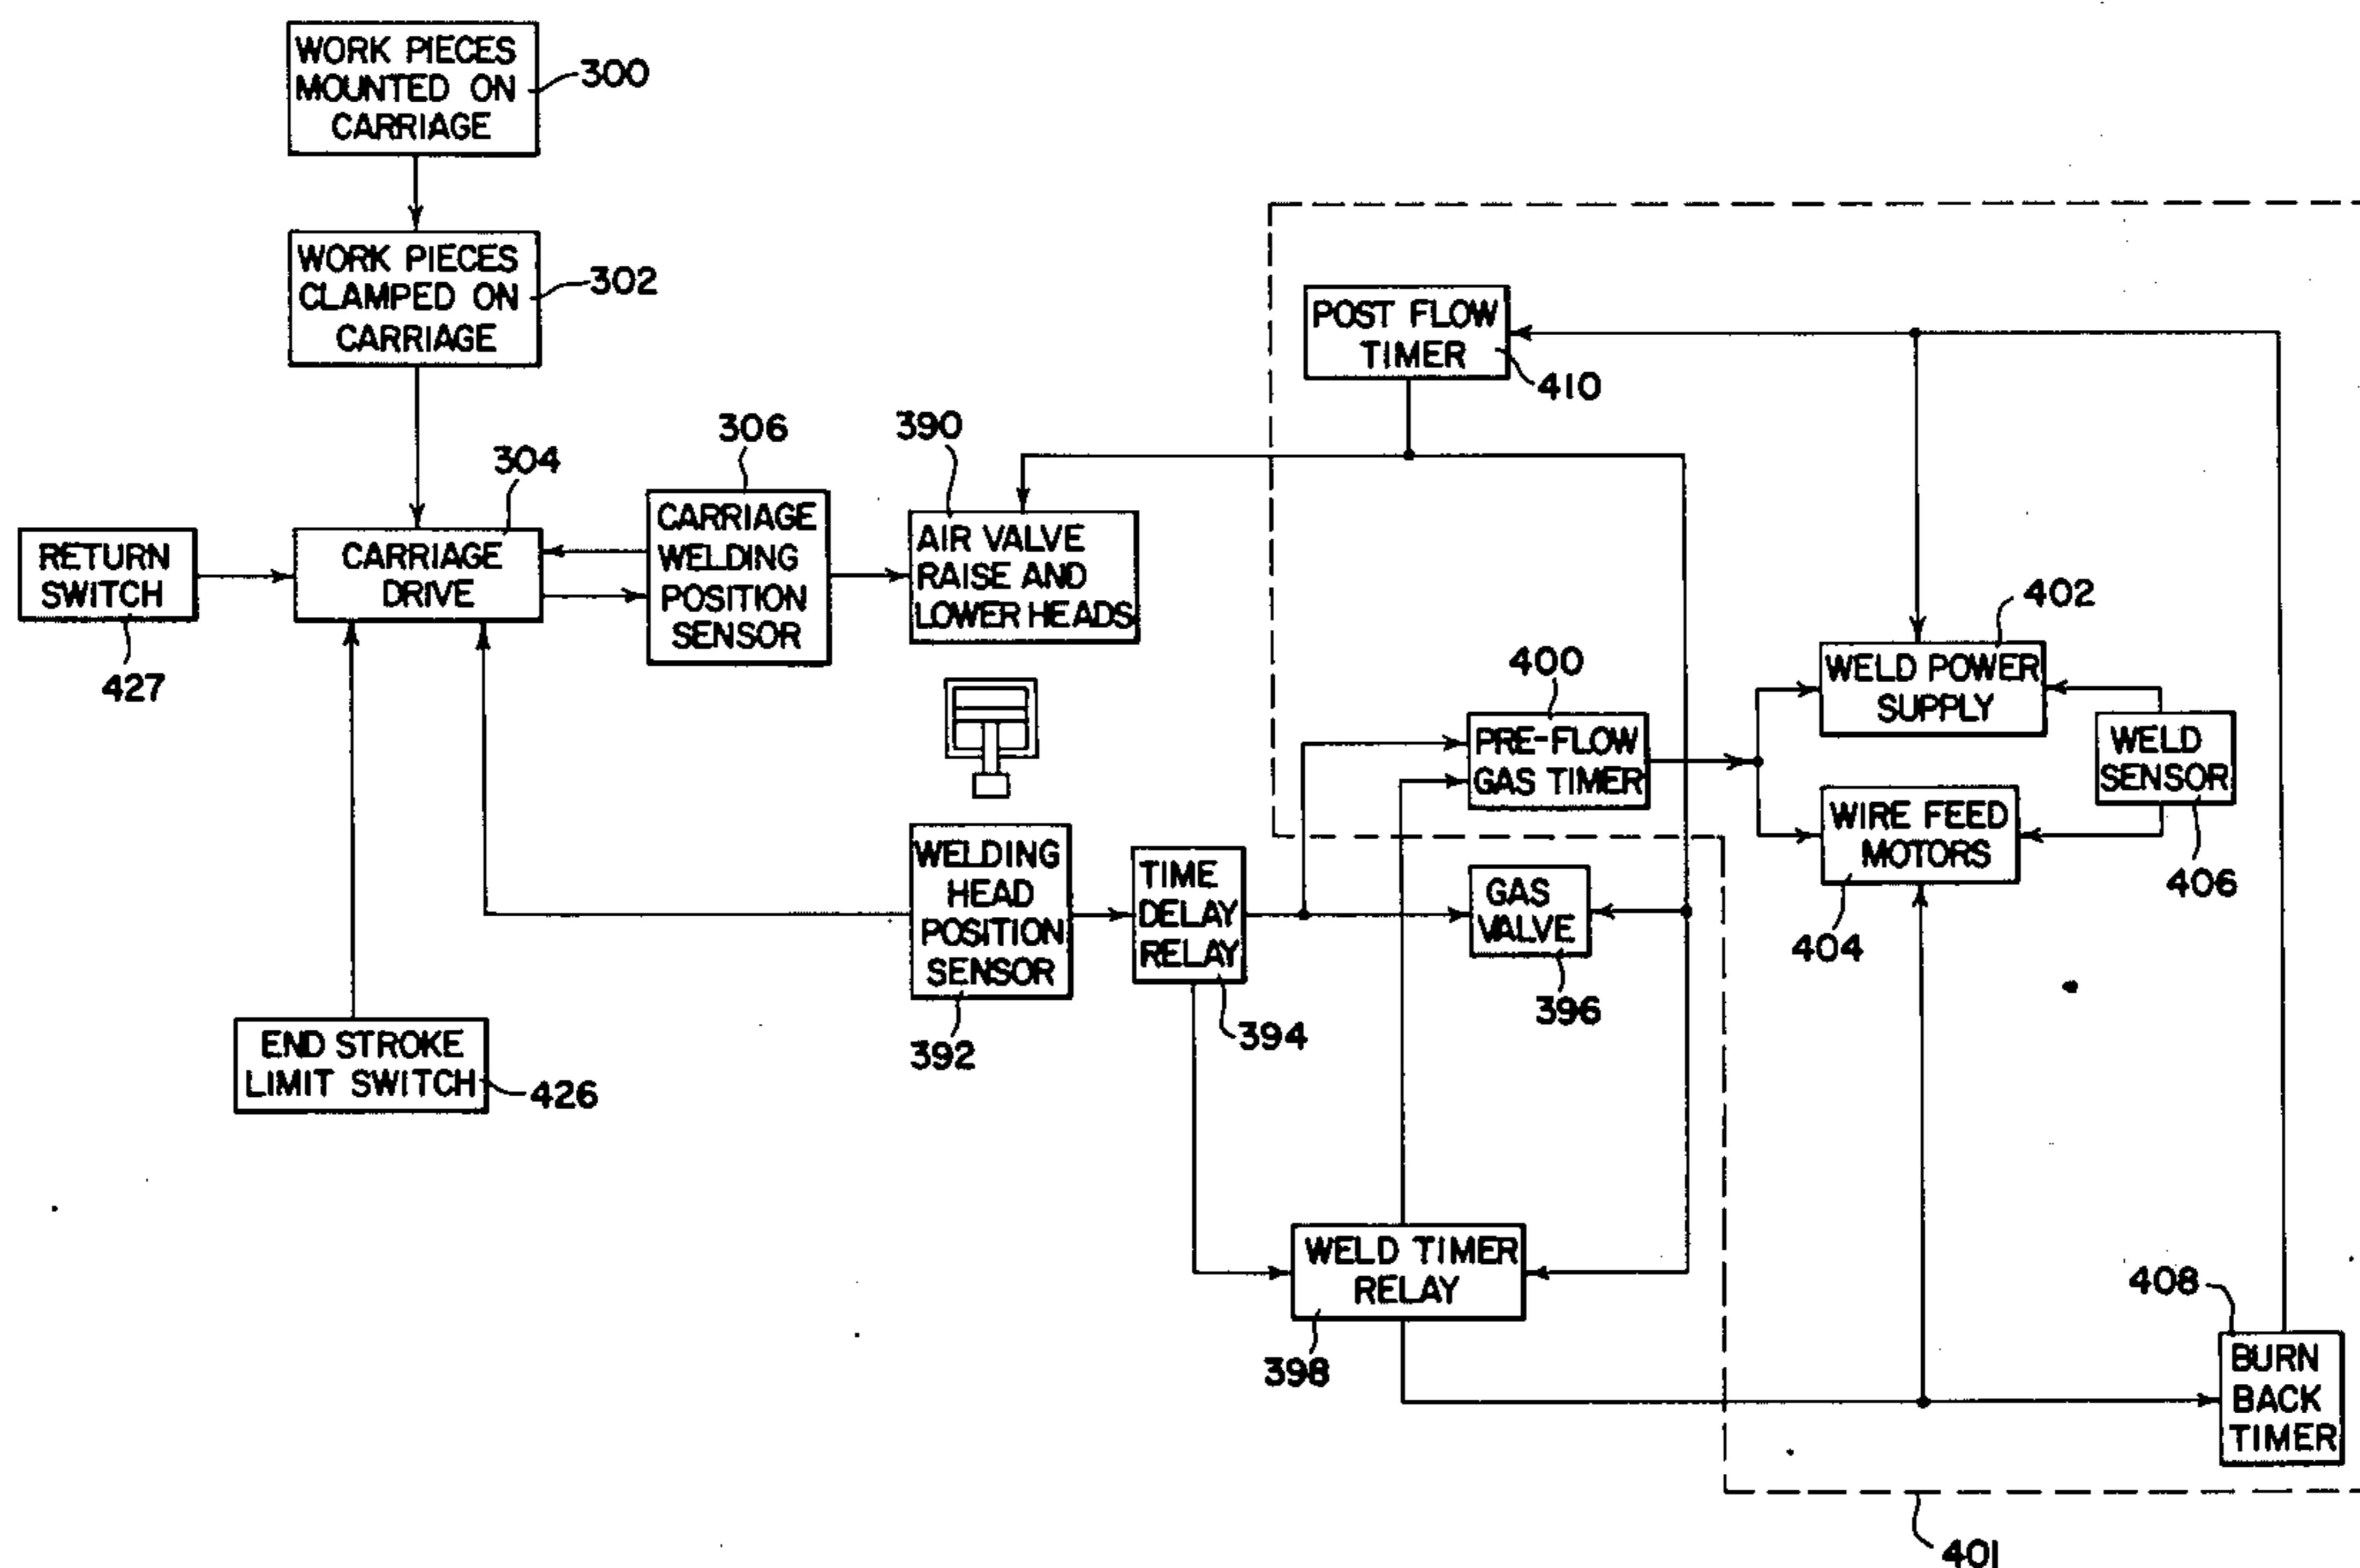 WORK PIECES
MOUNTED ON
CARRIAGE
300
WORK PIECES
CLAMPED ON
CARRIAGE
302
304
CARRIAGE
DRIVE
RETURN
SWITCH
427
306
CARRIAGE
WELDING
POSITION
SENSOR
390
AIR VALVE
RAISE AND
LOWER HEADS
POST FLOW
TIMER
410
400
PRE-FLOW
GAS TIMER
402
WELD POWER
SUPPLY
WELD
SENSOR
406
WIRE FEED
MOTORS
404
WELDING
HEAD
POSITION
SENSOR
392
TIME
DELAY
RELAY
394
GAS
VALVE
396
END STROKE
LIMIT SWITCH
426
WELD TIMER
RELAY
398
408
BURN
BACK
TIMER
401